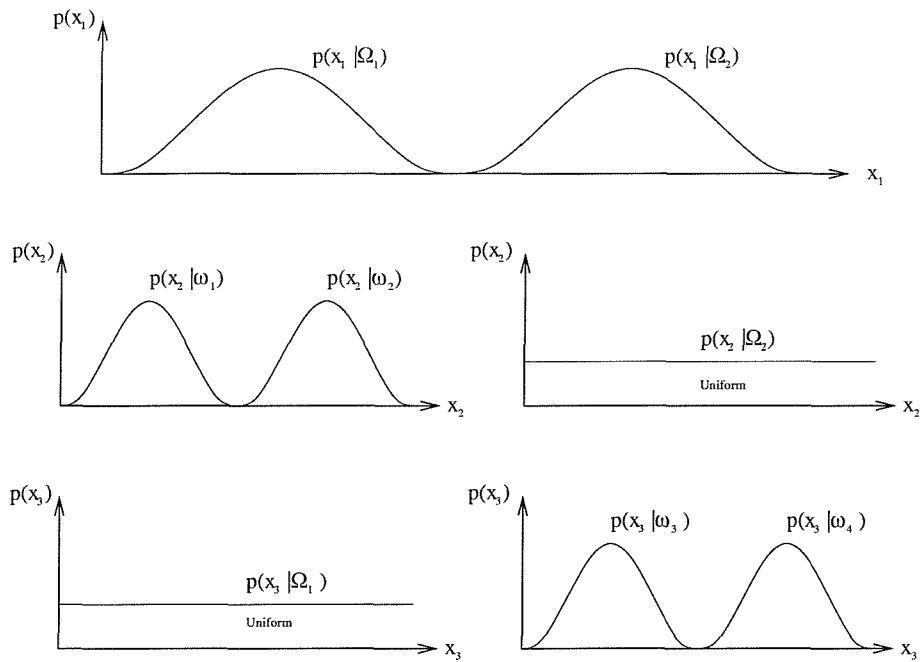 p(x₁)
p(x₁ |Ω₁)
p(x₁ |Ω₂)
x₁
p(x₂)
p(x₂ |ω₁)
p(x₂ |ω₂)
x₂
p(x₂)
p(x₂ |Ω₂)
Uniform
x₂
p(x₃)
p(x₃ |Ω₁ )
Uniform
x₃
p(x₃)
p(x₃ |ω₃ )
p(x₃ |ω₄ )
x₃